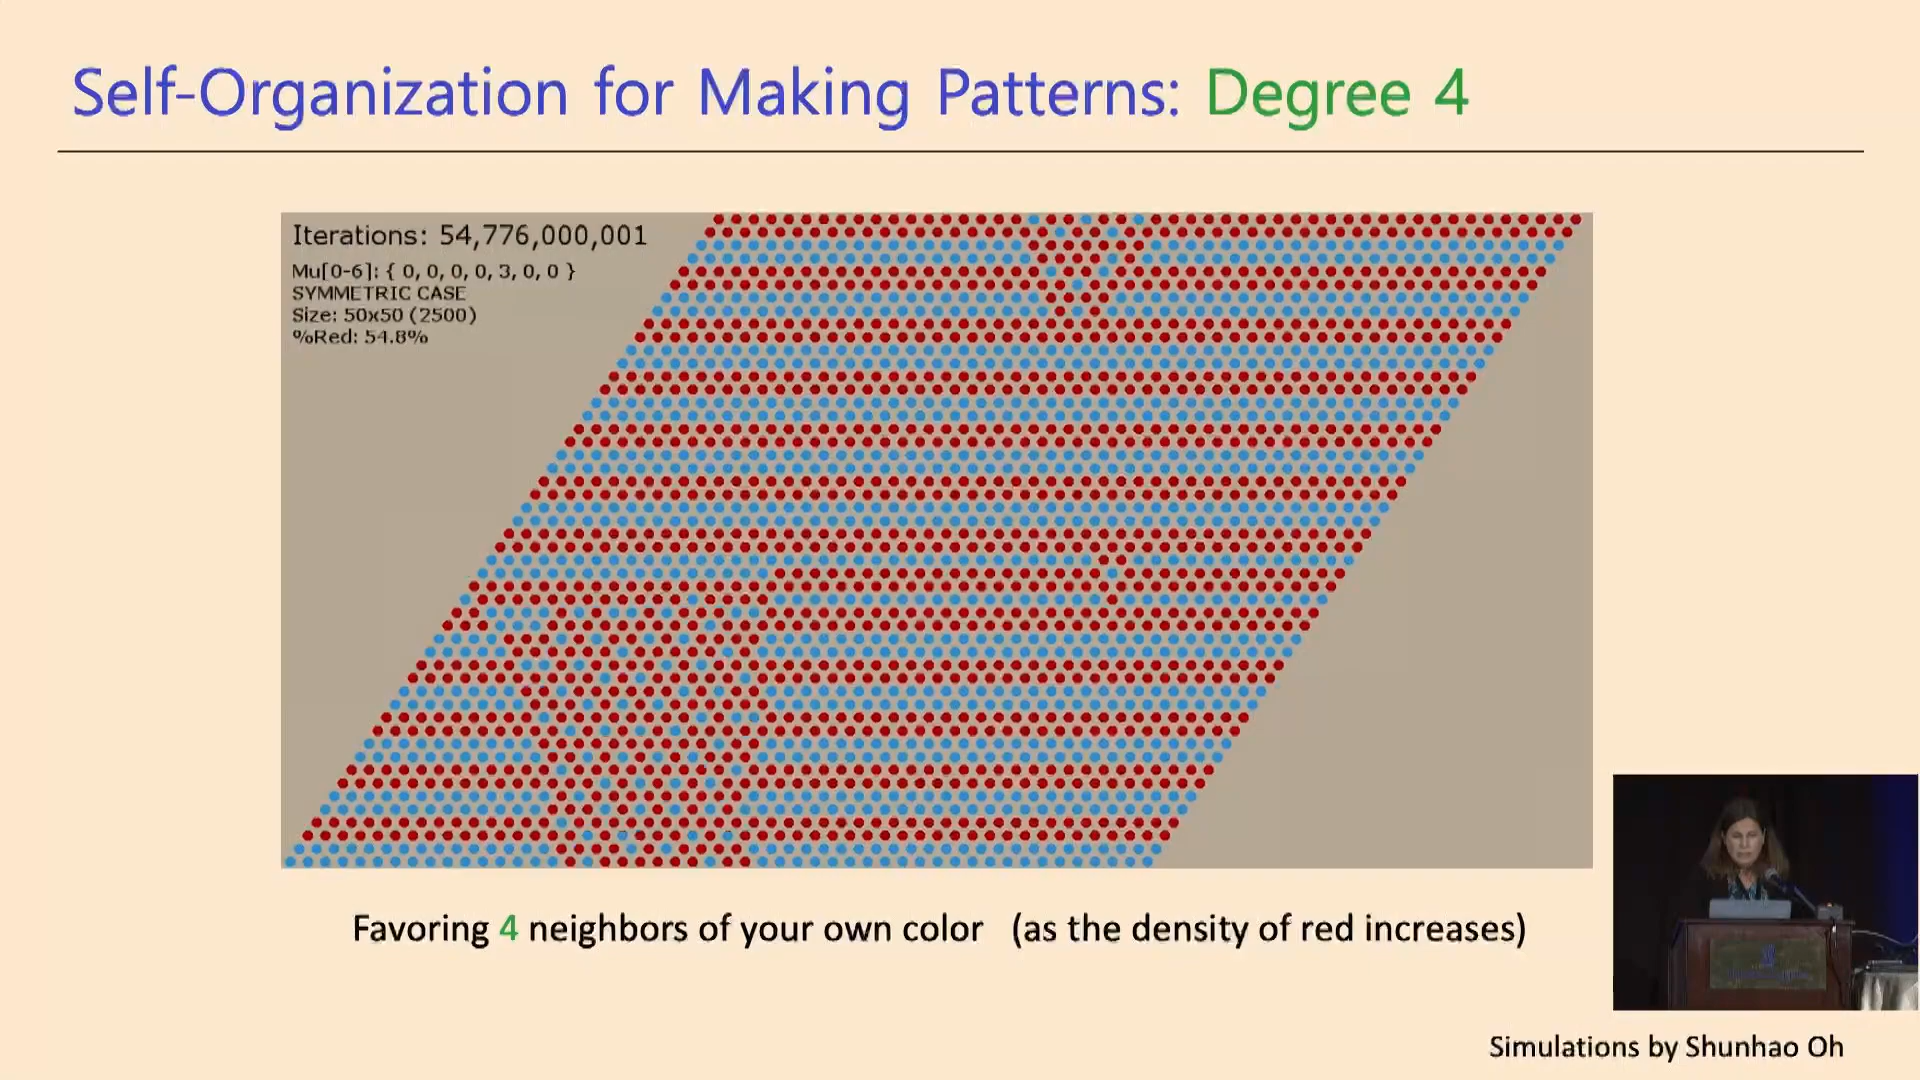 Self-Organization for Making Patterns: Degree 4
Iterations: 54,776,000,001
Mu[0-6]: { 0, 0, 0, 0, 3, 0, 0 }
SYMMETRIC CASE
Size: 50x50 (2500)
%Red: 54.8%
Favoring 4 neighbors of your own color (as the density of red increases)
Simulations by Shunhao Oh